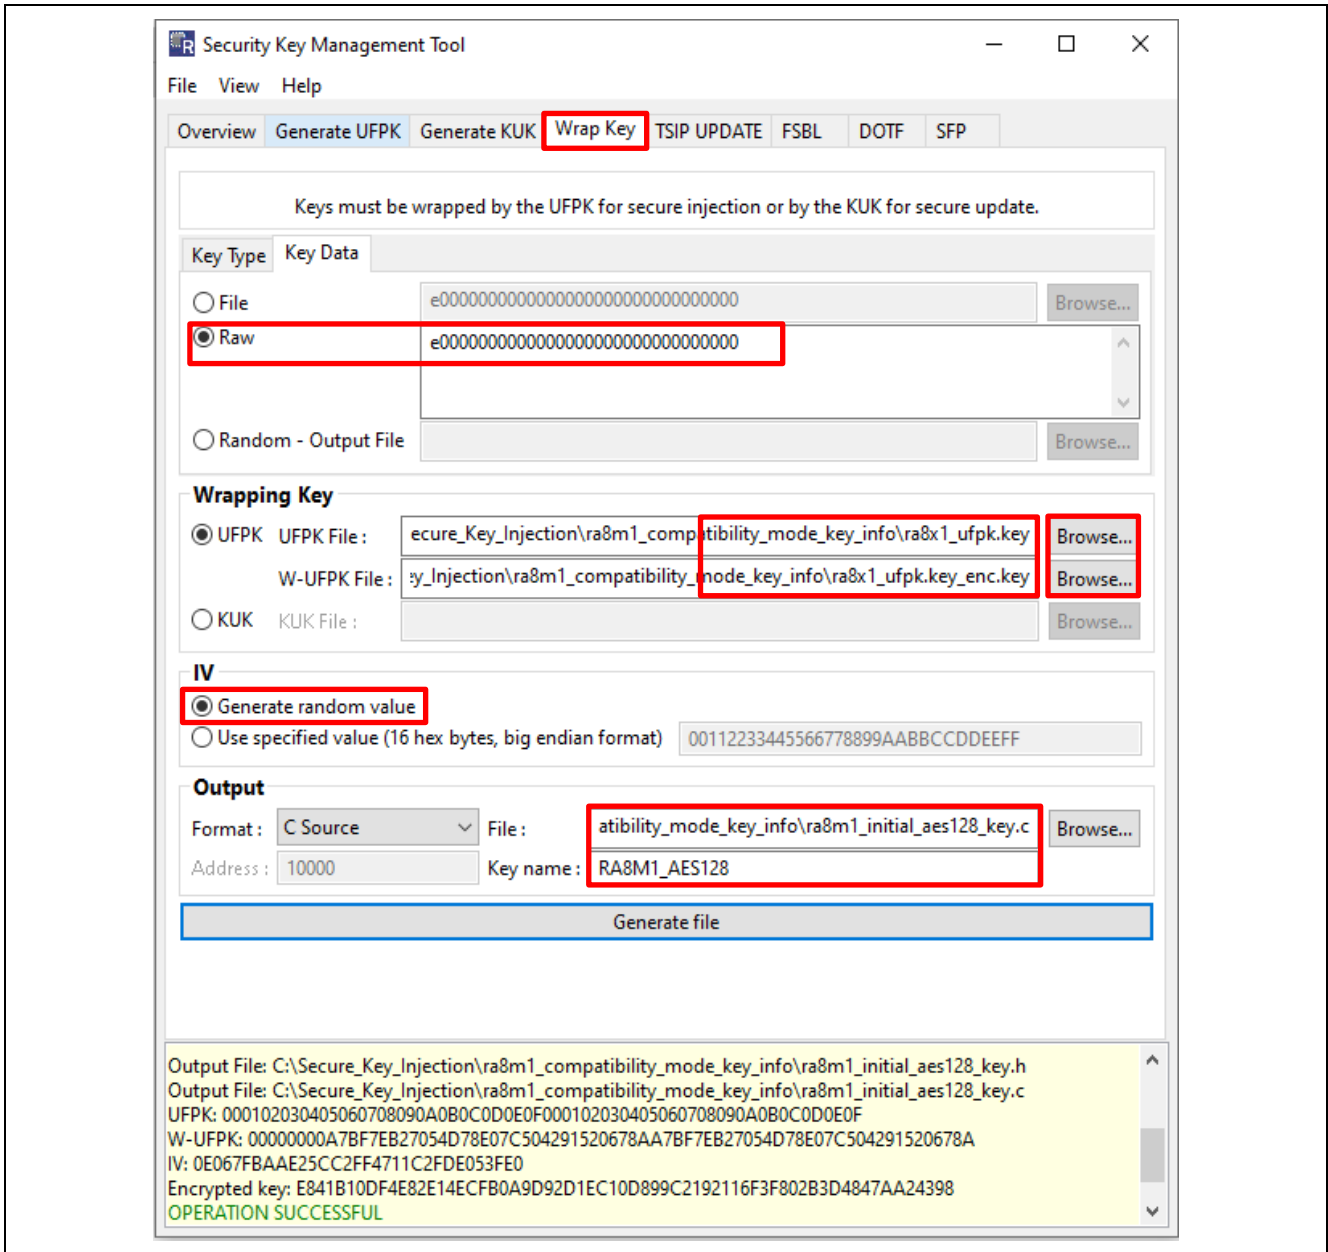 Security Key Management Tool
File View Help
Overview Generate UFPK Generate KUK Wrap Key TSIP UPDATE FSBL DOTF SFP
Keys must be wrapped by the UFPK for secure injection or by the KUK for secure update.
Key Type Key Data
File e0000000000000000000000000000000 Browse...
Raw e0000000000000000000000000000000
Random - Output File Browse...
Wrapping Key
UFPK UFPK File : ecure_Key_Injection\ra8m1_compatibility_mode_key_info\ra8x1_ufpk.key Browse...
W-UFPK File : ey_Injection\ra8m1_compatibility_mode_key_info\ra8x1_ufpk.key_enc.key Browse...
KUK KUK File : Browse...
IV
Generate random value
Use specified value (16 hex bytes, big endian format) 00112233445566778899AABBCCDDEEFF
Output
Format : C Source File : atibility_mode_key_info\ra8m1_initial_aes128_key.c Browse...
Address : 10000 Key name : RA8M1_AES128
Generate file
Output File: C:\Secure_Key_Injection\ra8m1_compatibility_mode_key_info\ra8m1_initial_aes128_key.h
Output File: C:\Secure_Key_Injection\ra8m1_compatibility_mode_key_info\ra8m1_initial_aes128_key.c
UFPK: 000102030405060708090A0B0C0D0E0F000102030405060708090A0B0C0D0E0F
W-UFPK: 00000000A7BF7EB27054D78E07C504291520678AA7BF7EB27054D78E07C504291520678A
IV: 0E067FBAAE25CC2FF4711C2FDE053FE0
Encrypted key: E841B10DF4E82E14ECFB0A9D92D1EC10D899C2192116F3F802B3D4847AA24398
OPERATION SUCCESSFUL